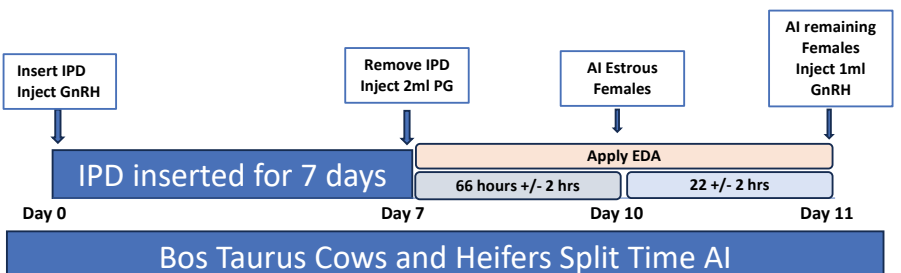 Insert IPD
Inject GnRH
Remove IPD
Inject 2ml PG
AI Estrous
Females
AI remaining
Females
Inject 1ml
GnRH
IPD inserted for 7 days
Apply EDA
66 hours +/- 2 hrs
22 +/- 2 hrs
Day 0
Day 7
Day 10
Day 11
Bos Taurus Cows and Heifers Split Time AI